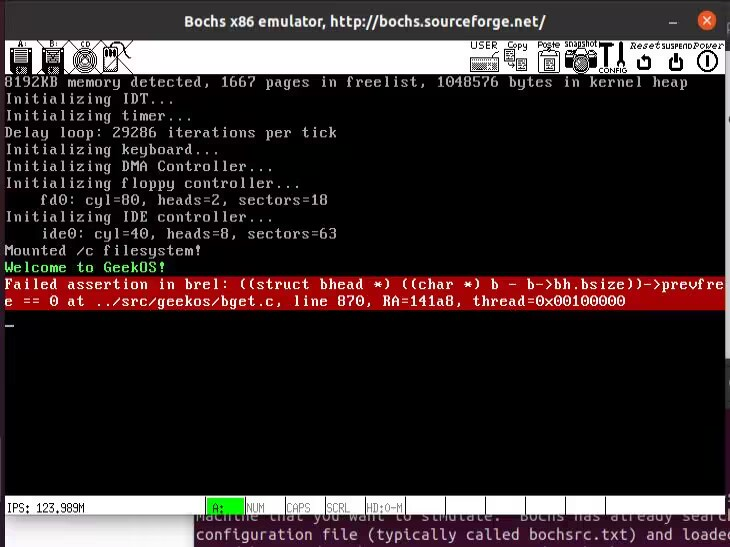 Bochs x86 emulator, http://bochs.sourceforge.net/
A: B: CD USER Copy Paste snapshot CONFIG Reset SUSPEND Power
8192KB memory detected, 1667 pages in freelist, 1048576 bytes in kernel heap
Initializing IDT...
Initializing timer...
Delay loop: 29286 iterations per tick
Initializing keyboard...
Initializing DMA Controller...
Initializing floppy controller...
fd0: cyl=80, heads=2, sectors=18
Initializing IDE controller...
ide0: cyl=40, heads=8, sectors=63
Mounted /c filesystem!
Welcome to GeekOS!
Failed assertion in brel: ((struct bhead *) ((char *) b - b->bh.bsize))->prevfre
e == 0 at ../src/geekos/bget.c, line 870, RA=141a8, thread=0x00100000
_
IPS: 123.989M A: NUM CAPS SCRL HD:0-M
machine that you want to simulate. Bochs has already searc
configuration file (typically called bochsrc.txt) and loaded